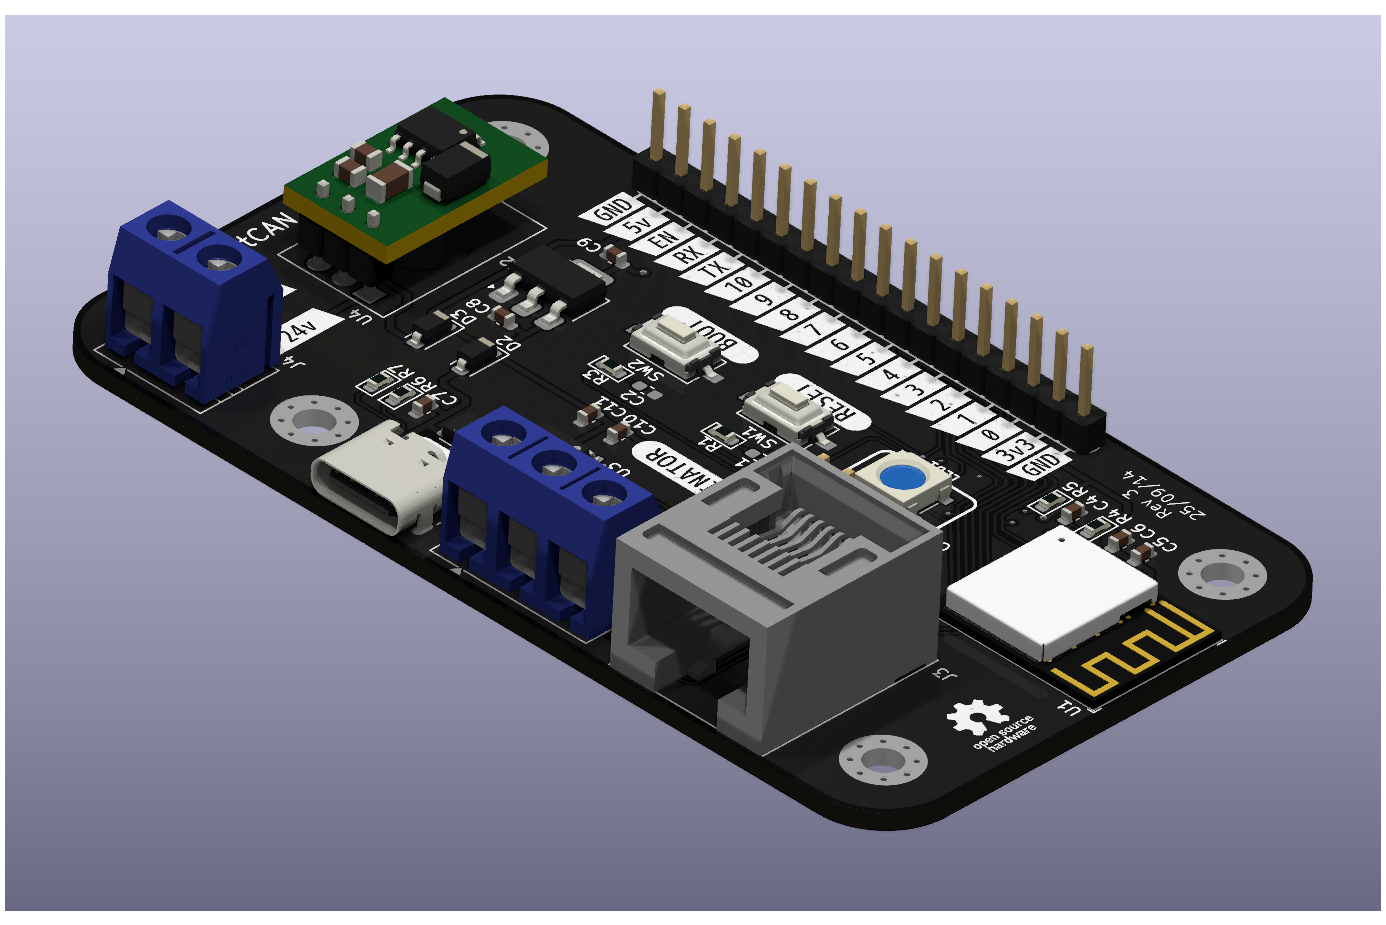 tCAN
24v
J4
U4
2
C9
C8
D3
D2
R7
R6
C7
GND
5v
EN
RX
TX
10
9
8
7
6
5
4
3
2
1
0
3v3
GND
BOOT
SW2
R3
C2
RESET
SW1
R1
C11
C10
U3
NATOR
R5
C4
R4
C6
C5
Rev 3
25/09/14
J3
U1
open source
hardware